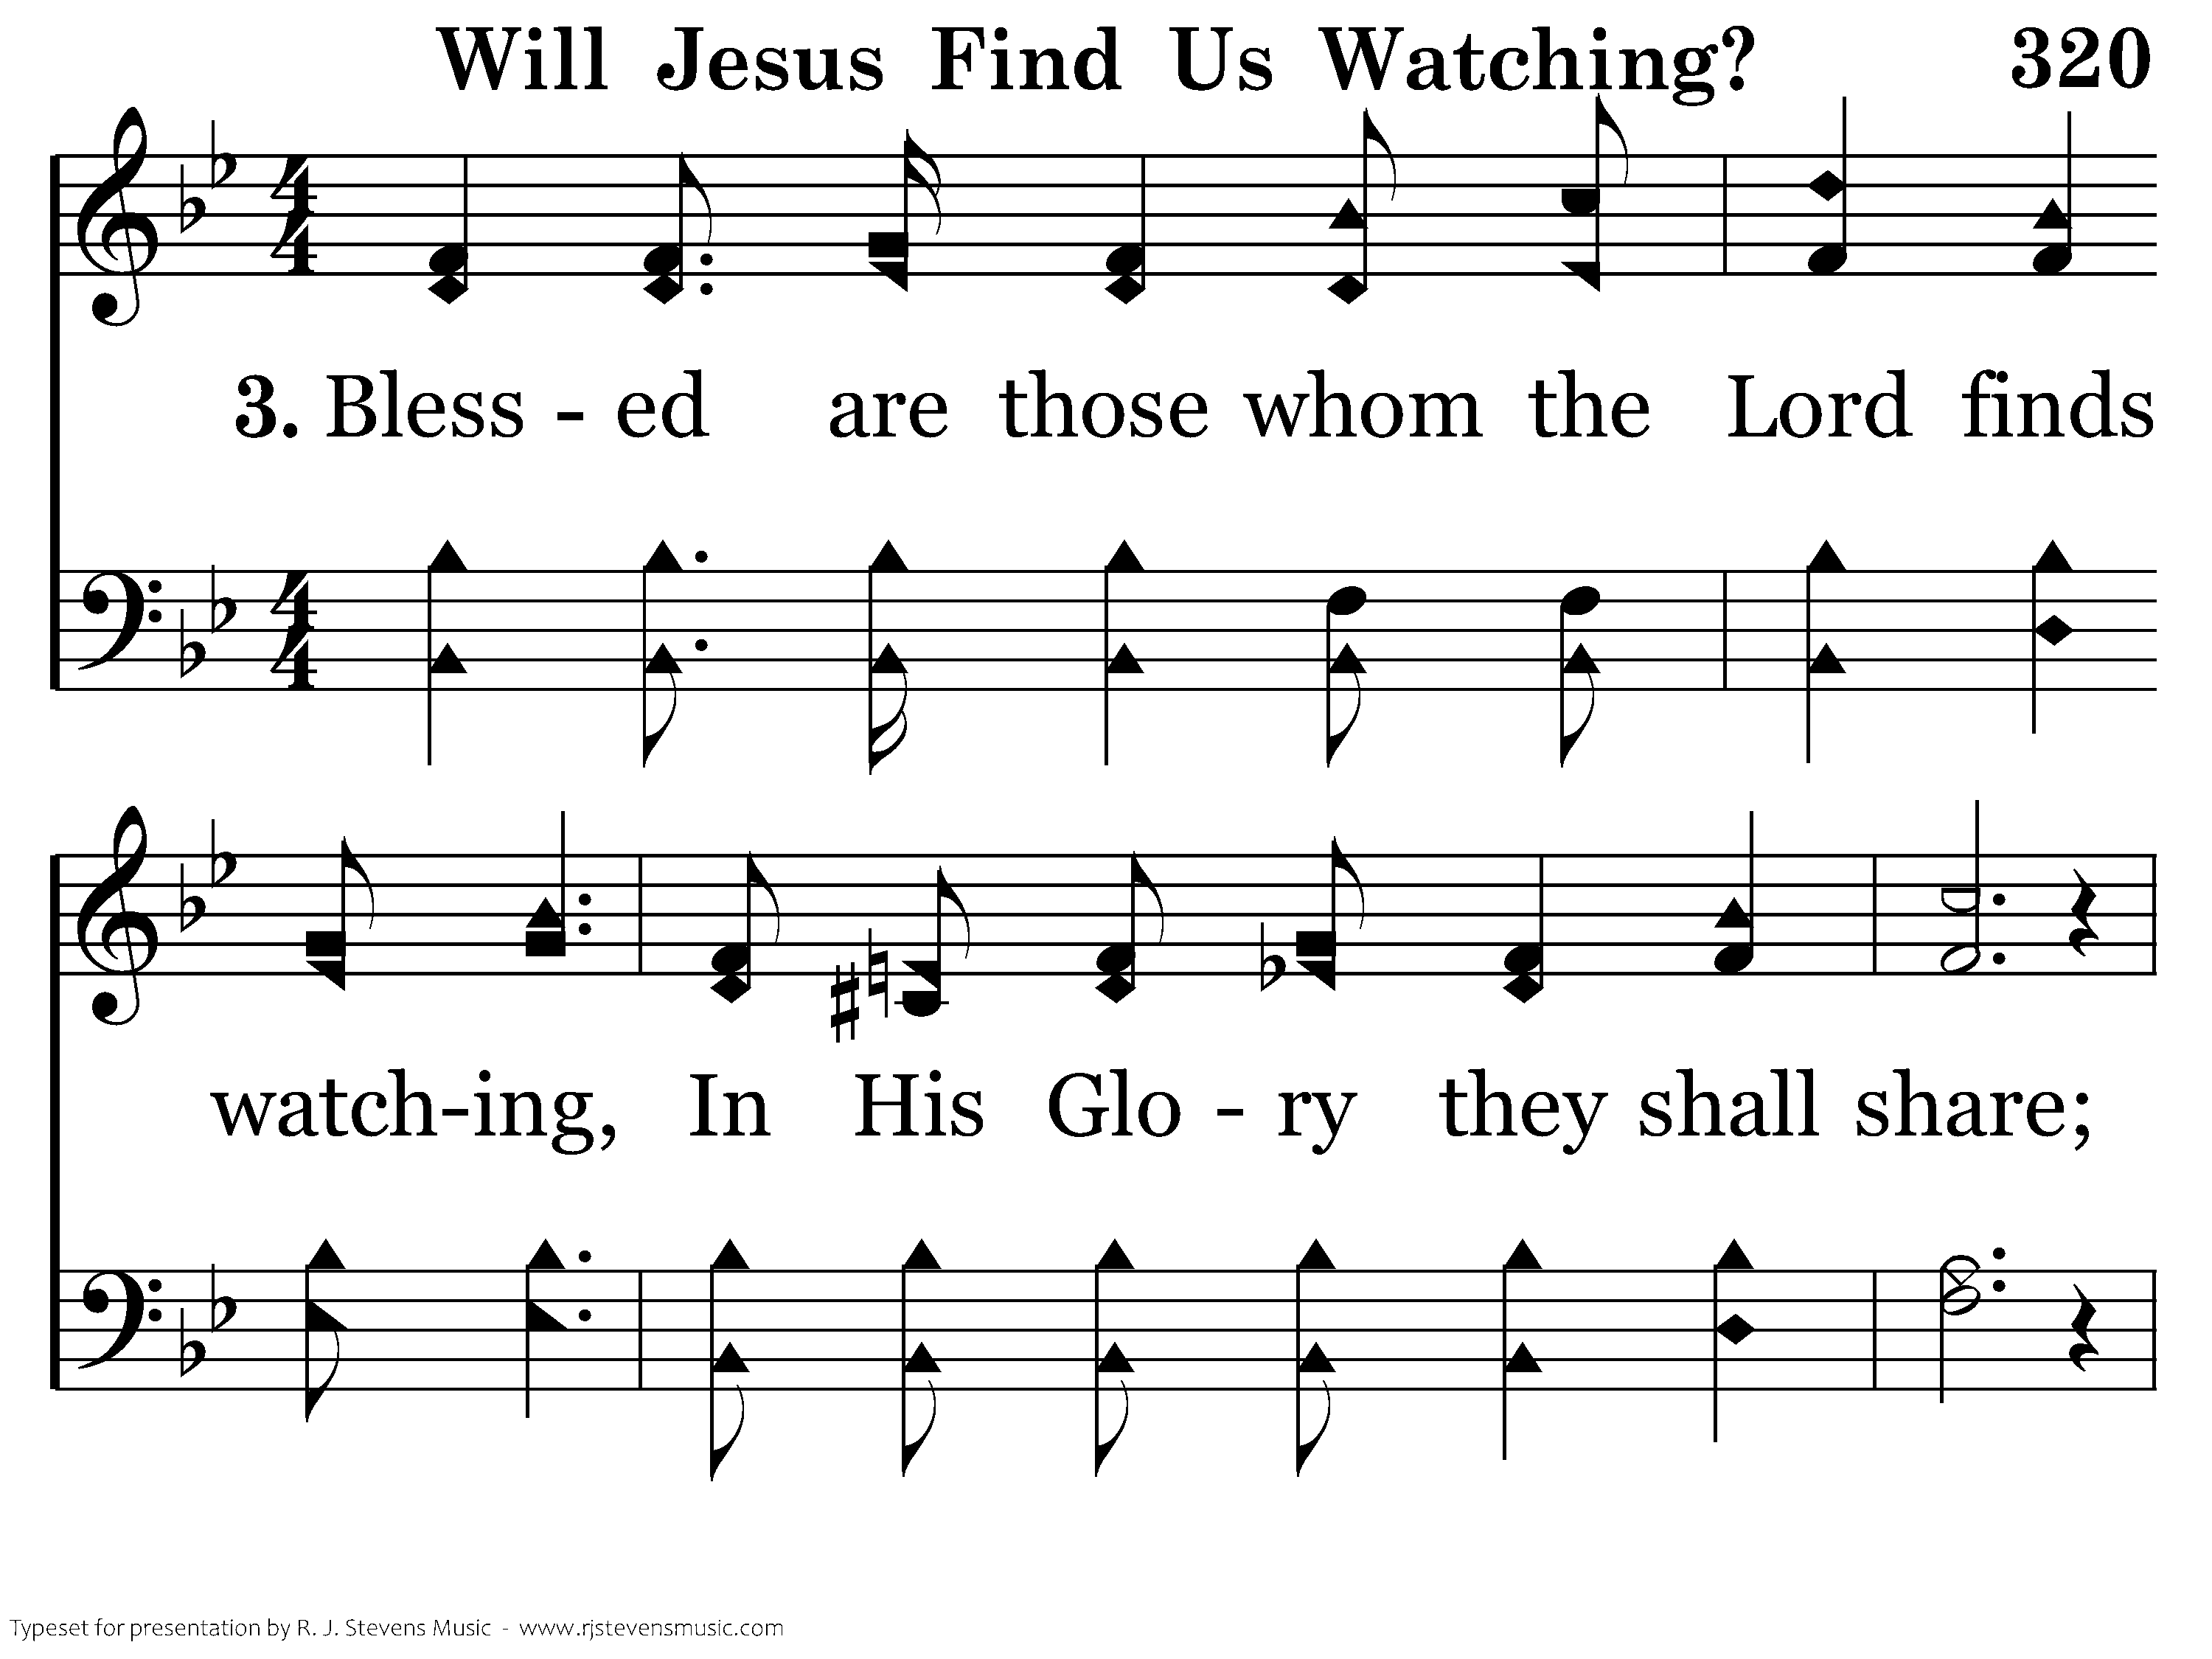 Will Jesus Find Us Watching? 320
3. Bless - ed are those whom the Lord finds
watch-ing, In His Glo - ry they shall share;
Typeset for presentation by R. J. Stevens Music - www.rjstevensmusic.com